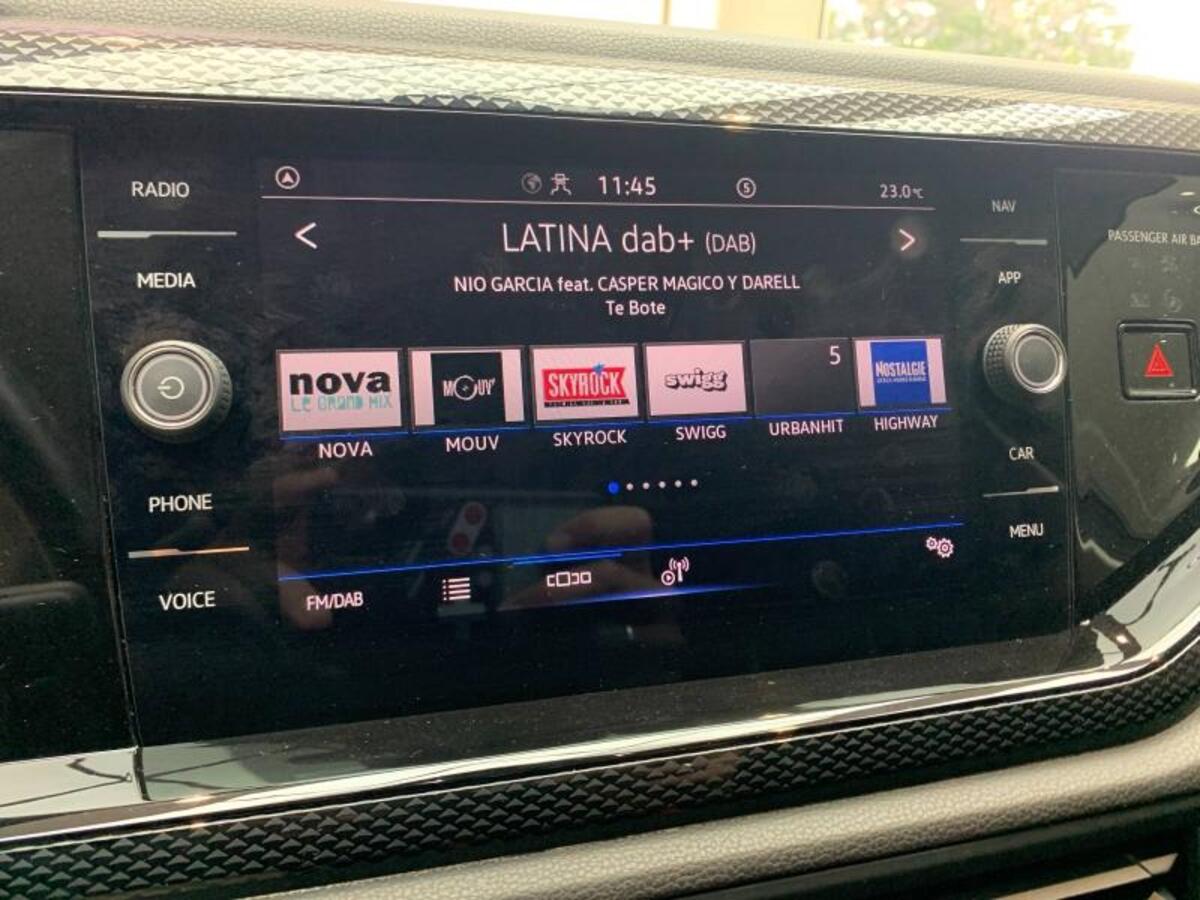 RADIO
MEDIA
PHONE
VOICE
11:45
5
23.0°C
< LATINA dab+ (DAB) >
NIO GARCIA feat. CASPER MAGICO Y DARELL
Te Bote
nova
LE GRAND MIX
NOVA
MOUV'
MOUV
SKYROCK
SKYROCK
swigg
SWIGG
5
URBANHIT
NOSTALGIE
HIGHWAY
FM/DAB
NAV
APP
CAR
MENU
PASSENGER AIR BA